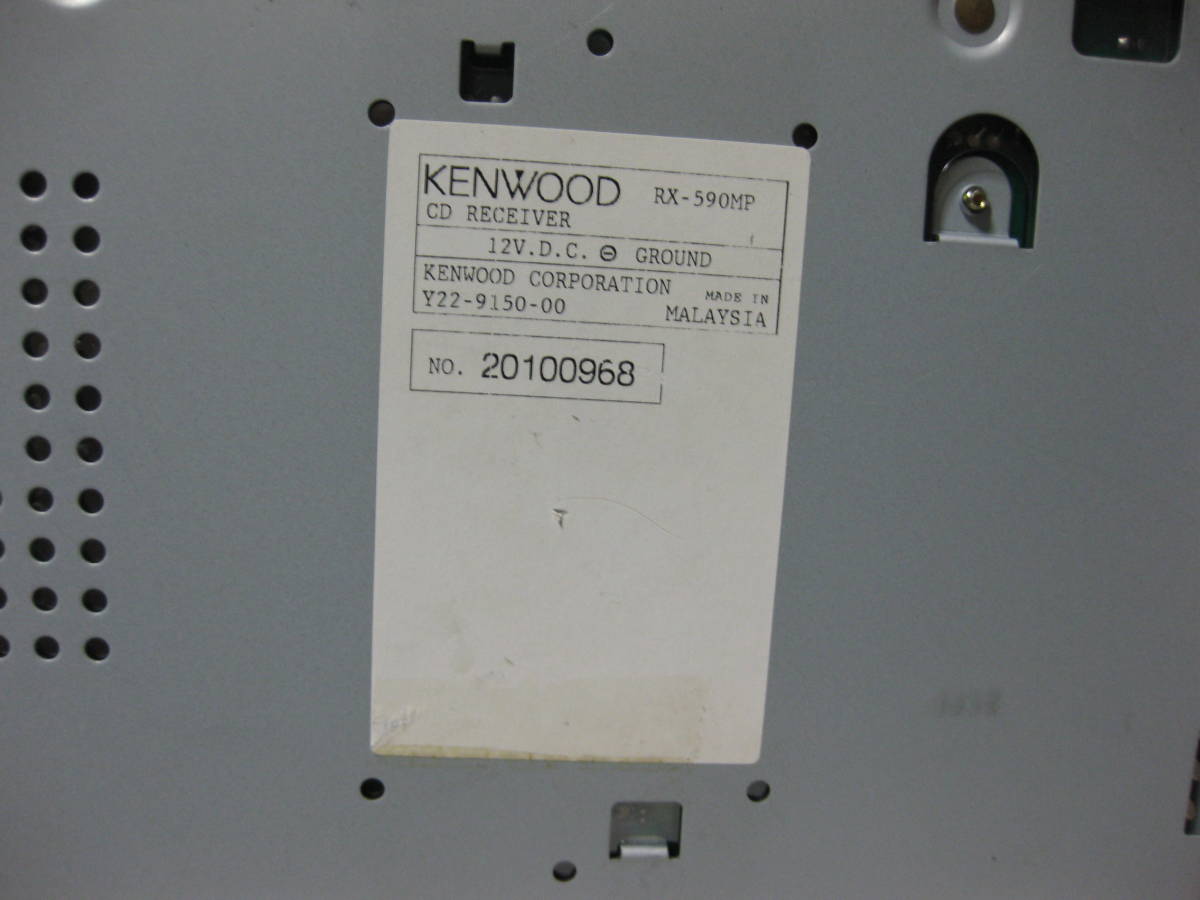 KENWOOD RX-590MP
CD RECEIVER
12V.D.C. ⊖ GROUND
KENWOOD CORPORATION
Y22-9150-00 MADE IN MALAYSIA
NO. 20100968